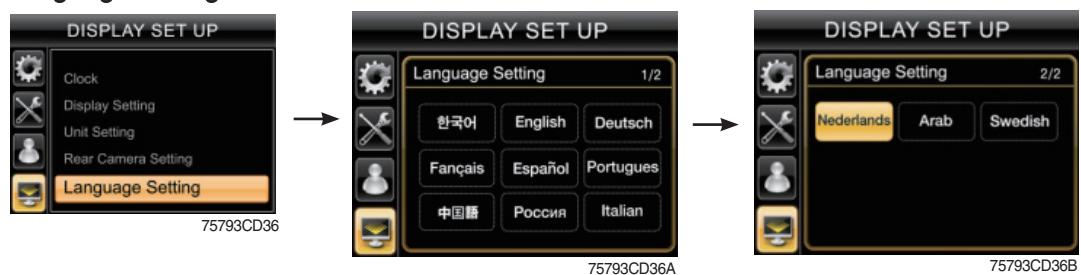 DISPLAY SET UP
Clock
Display Setting
Unit Setting
Rear Camera Setting
Language Setting
75793CD36
DISPLAY SET UP
Language Setting 1/2
한국어 English Deutsch
Fançais Español Portugues
中国語 Россия Italian
75793CD36A
DISPLAY SET UP
Language Setting 2/2
Nederlands Arab Swedish
75793CD36B